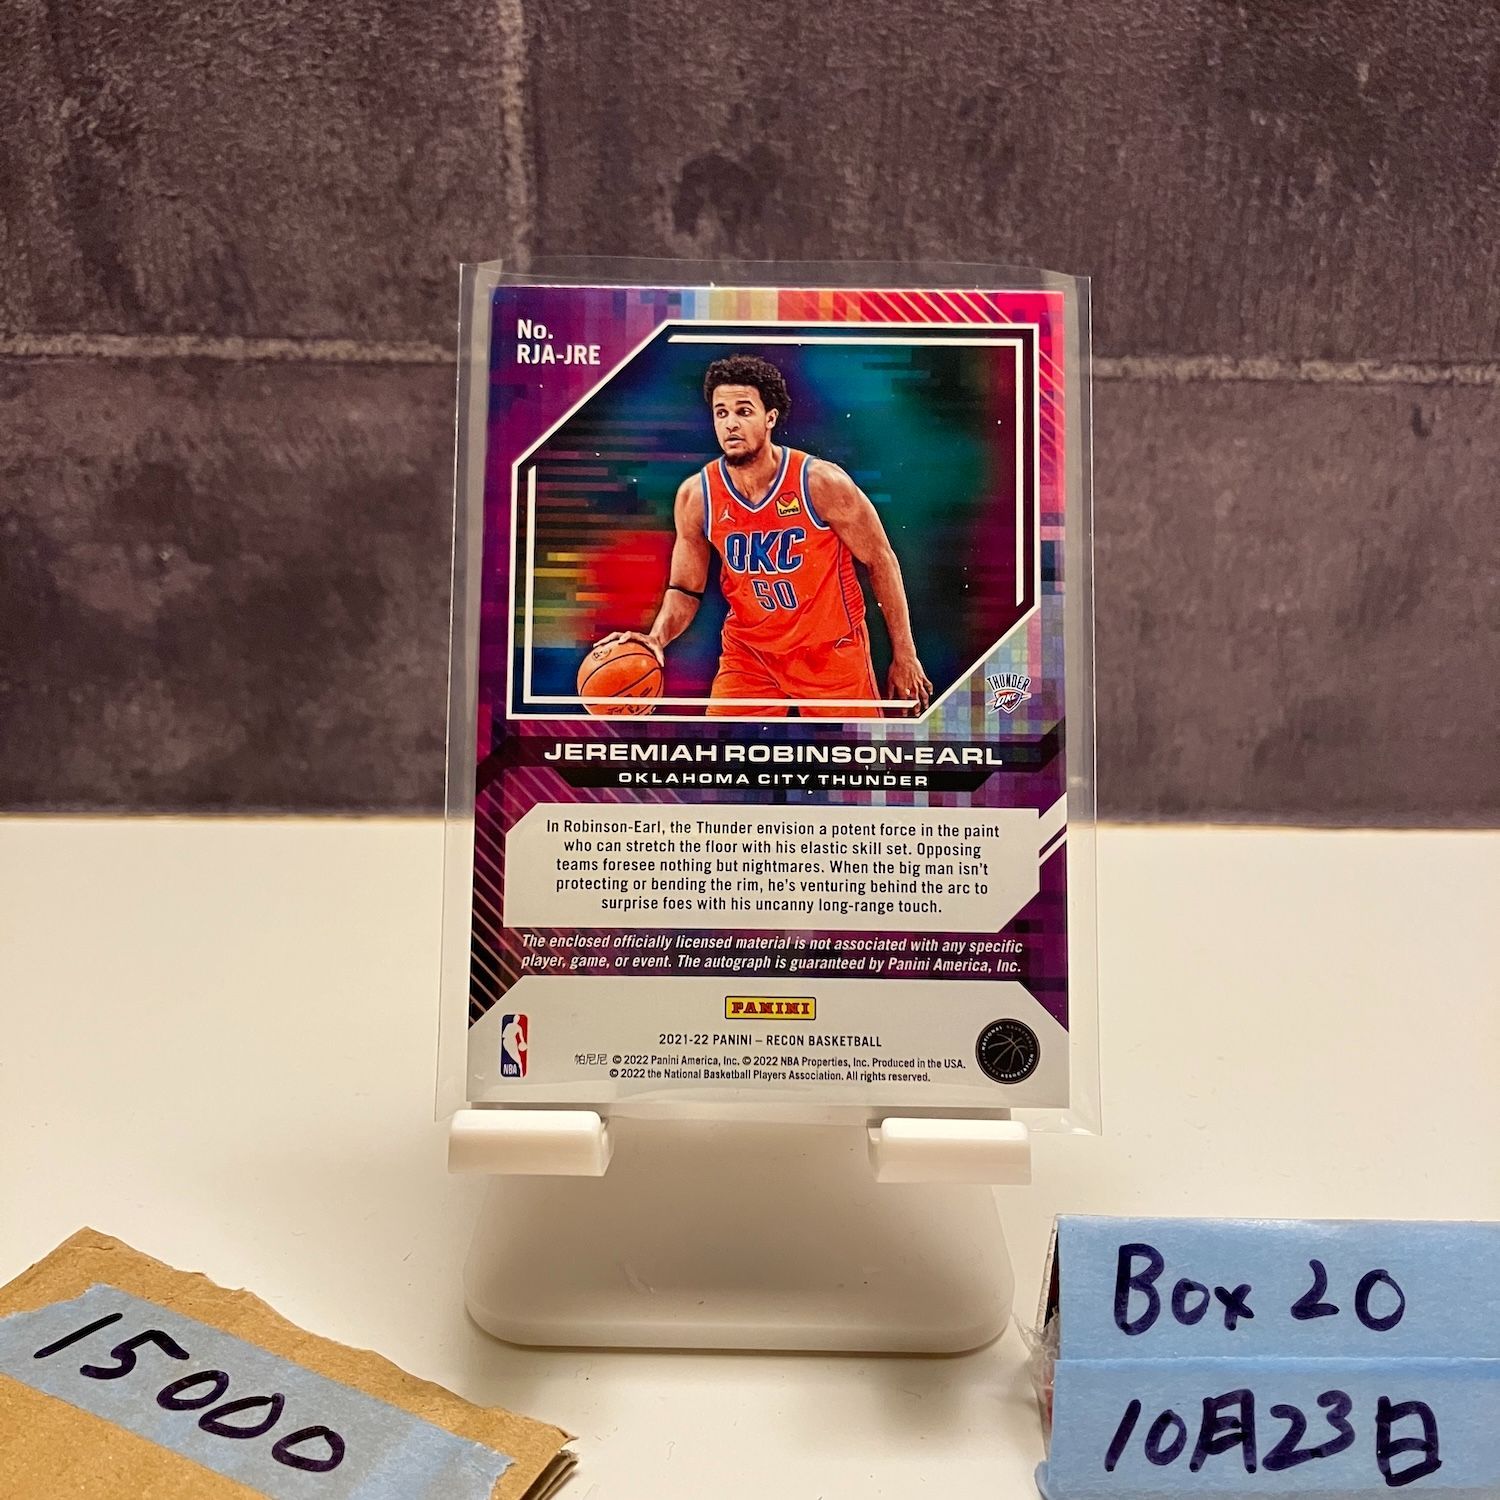 No.
RJA-JRE
Love's
OKC
50
THUNDER
OKC
JEREMIAH ROBINSON-EARL
OKLAHOMA CITY THUNDER
In Robinson-Earl, the Thunder envision a potent force in the paint
who can stretch the floor with his elastic skill set. Opposing
teams foresee nothing but nightmares. When the big man isn't
protecting or bending the rim, he's venturing behind the arc to
surprise foes with his uncanny long-range touch.
The enclosed officially licensed material is not associated with any specific
player, game, or event. The autograph is guaranteed by Panini America, Inc.
PANINI
NBA
2021-22 PANINI – RECON BASKETBALL
帕尼尼 © 2022 Panini America, Inc. © 2022 NBA Properties, Inc. Produced in the USA.
© 2022 the National Basketball Players Association. All rights reserved.
NATIONAL BASKETBALL PLAYERS ASSOCIATION
15000
Box 20
10月23日